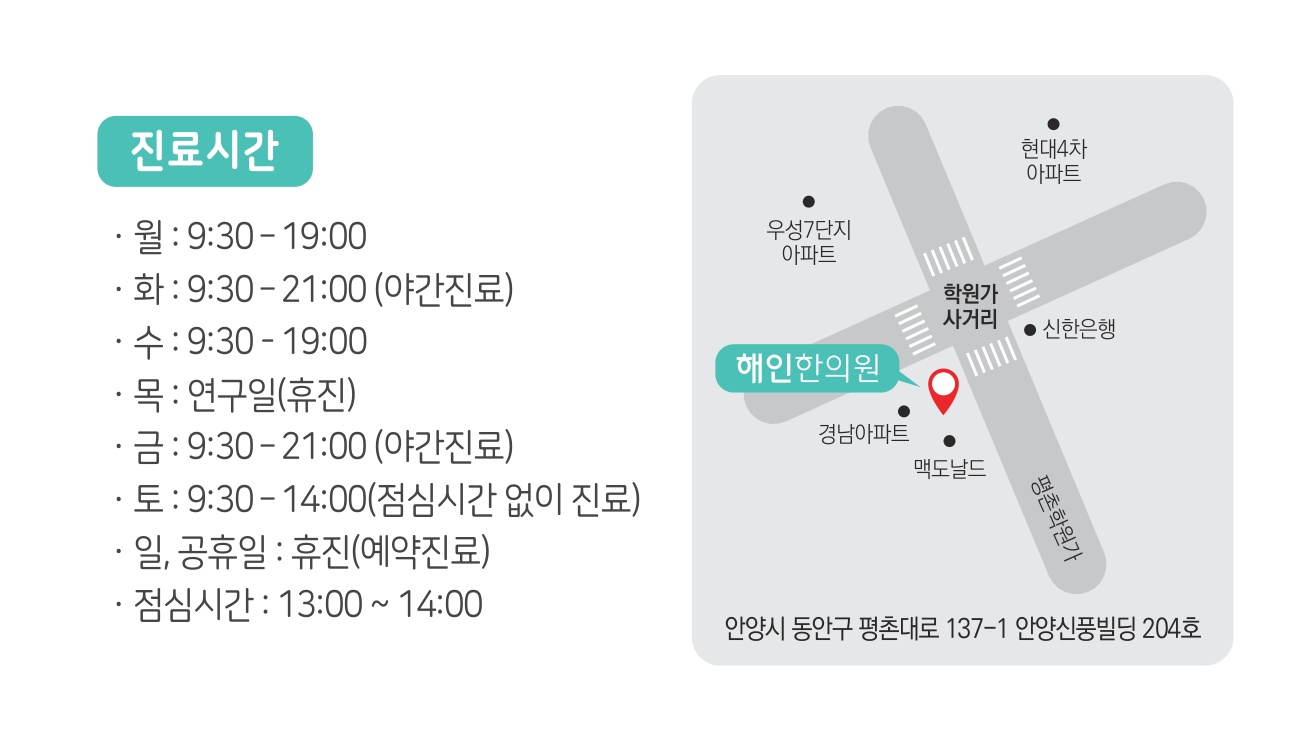 진료시간
· 월 : 9:30 - 19:00
· 화 : 9:30 - 21:00 (야간진료)
· 수 : 9:30 - 19:00
· 목 : 연구일(휴진)
· 금 : 9:30 - 21:00 (야간진료)
· 토 : 9:30 - 14:00(점심시간 없이 진료)
· 일, 공휴일 : 휴진(예약진료)
· 점심시간 : 13:00 ~ 14:00
현대4차
아파트
우성7단지
아파트
학원가
사거리
신한은행
해인한의원
경남아파트
맥도날드
평촌학원가
안양시 동안구 평촌대로 137-1 안양신풍빌딩 204호